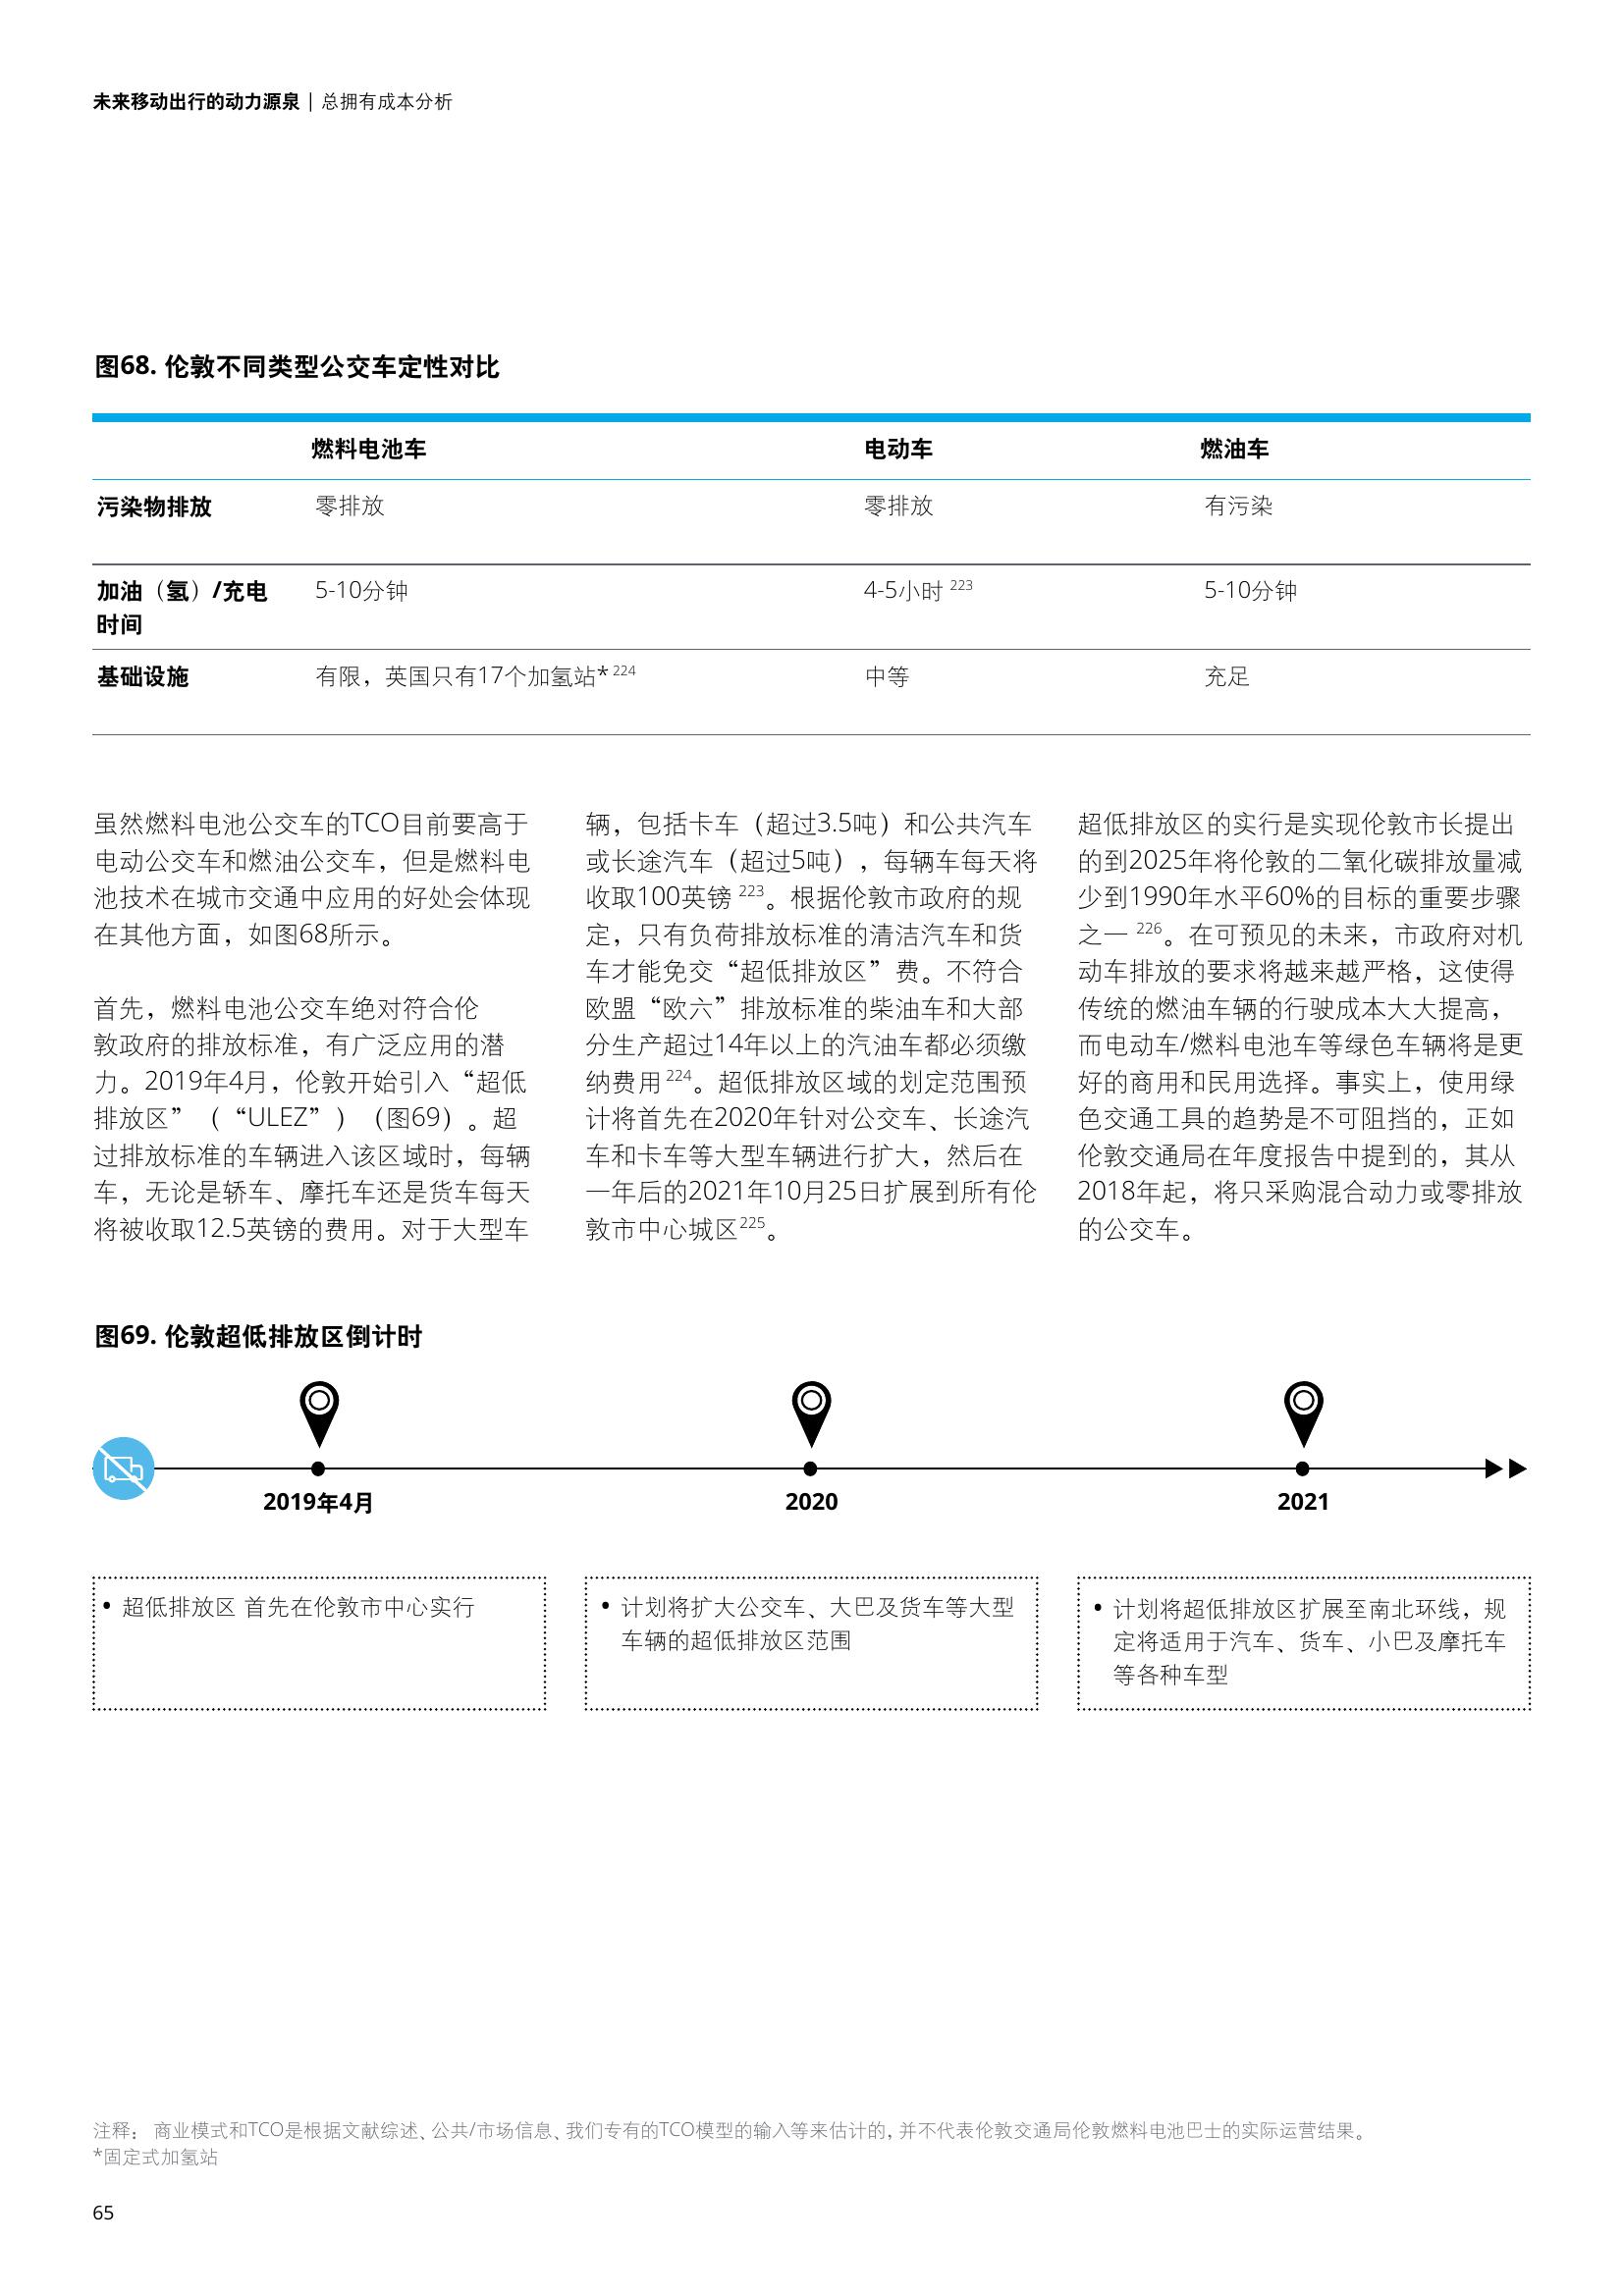 未来移动出行的动力源泉 | 总拥有成本分析
图68. 伦敦不同类型公交车定性对比
燃料电池车 电动车 燃油车
污染物排放 零排放 零排放 有污染
加油（氢）/充电 5-10分钟 4-5小时 223 5-10分钟
时间
基础设施 有限，英国只有17个加氢站* 224 中等 充足
虽然燃料电池公交车的TCO目前要高于
电动公交车和燃油公交车，但是燃料电
池技术在城市交通中应用的好处会体现
在其他方面，如图68所示。
首先，燃料电池公交车绝对符合伦
敦政府的排放标准，有广泛应用的潜
力。2019年4月，伦敦开始引入“超低
排放区”（“ULEZ”）（图69）。超
过排放标准的车辆进入该区域时，每辆
车，无论是轿车、摩托车还是货车每天
将被收取12.5英镑的费用。对于大型车
辆，包括卡车（超过3.5吨）和公共汽车
或长途汽车（超过5吨），每辆车每天将
收取100英镑 223。根据伦敦市政府的规
定，只有负荷排放标准的清洁汽车和货
车才能免交“超低排放区”费。不符合
欧盟“欧六”排放标准的柴油车和大部
分生产超过14年以上的汽油车都必须缴
纳费用 224。超低排放区域的划定范围预
计将首先在2020年针对公交车、长途汽
车和卡车等大型车辆进行扩大，然后在
一年后的2021年10月25日扩展到所有伦
敦市中心城区225。
超低排放区的实行是实现伦敦市长提出
的到2025年将伦敦的二氧化碳排放量减
少到1990年水平60%的目标的重要步骤
之一 226。在可预见的未来，市政府对机
动车排放的要求将越来越严格，这使得
传统的燃油车辆的行驶成本大大提高，
而电动车/燃料电池车等绿色车辆将是更
好的商用和民用选择。事实上，使用绿
色交通工具的趋势是不可阻挡的，正如
伦敦交通局在年度报告中提到的，其从
2018年起，将只采购混合动力或零排放
的公交车。
图69. 伦敦超低排放区倒计时
2019年4月 2020 2021
• 超低排放区 首先在伦敦市中心实行
• 计划将扩大公交车、大巴及货车等大型
车辆的超低排放区范围
• 计划将超低排放区扩展至南北环线，规
定将适用于汽车、货车、小巴及摩托车
等各种车型
注释： 商业模式和TCO是根据文献综述、公共/市场信息、我们专有的TCO模型的输入等来估计的，并不代表伦敦交通局伦敦燃料电池巴士的实际运营结果。
*固定式加氢站
65